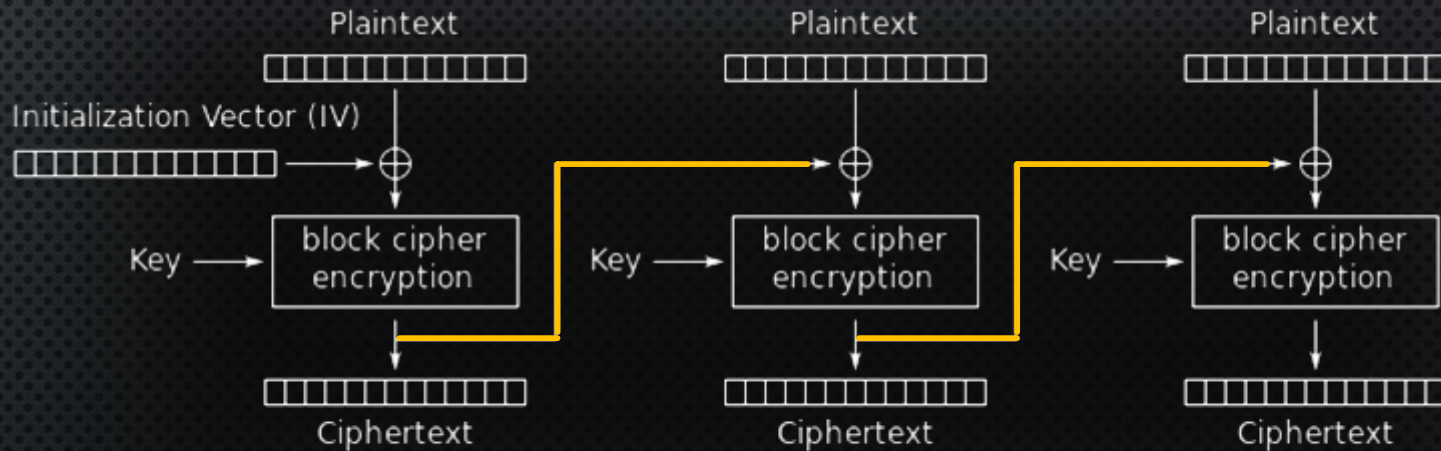 Plaintext
Plaintext
Plaintext
Initialization Vector (IV)
Key
block cipher
encryption
Key
block cipher
encryption
Key
block cipher
encryption
Ciphertext
Ciphertext
Ciphertext